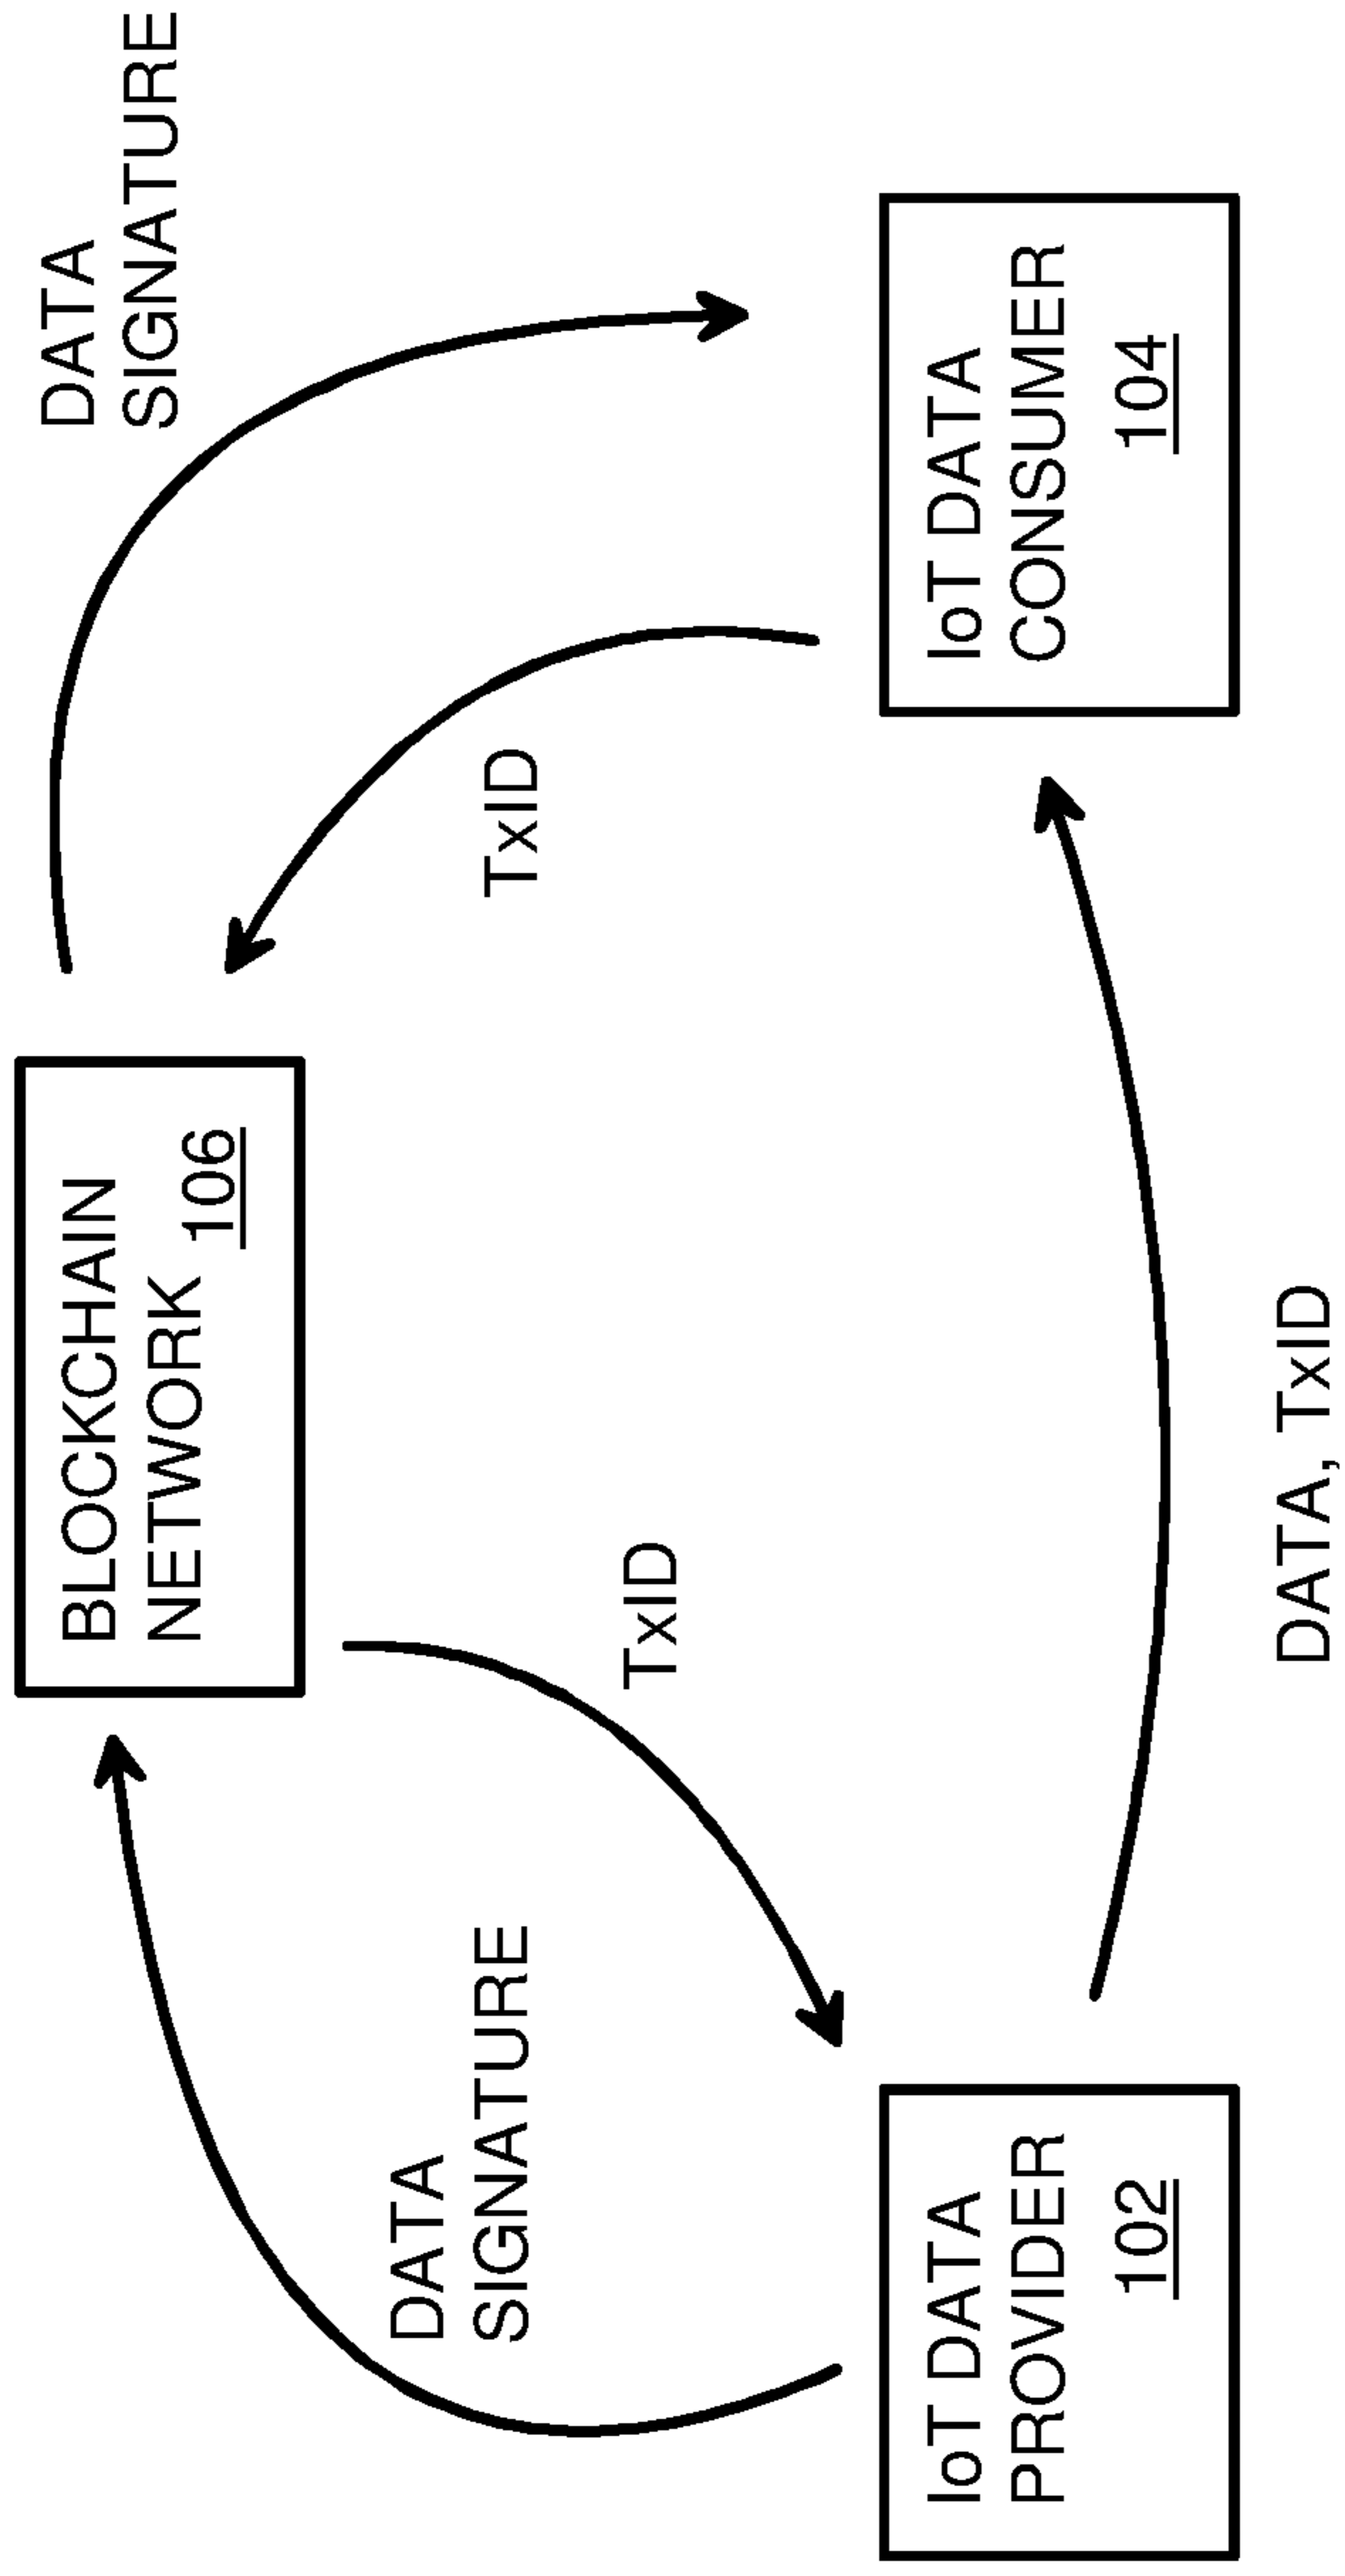 BLOCKCHAIN
NETWORK 106
DATA
SIGNATURE
DATA
SIGNATURE
TxID
TxID
IoT DATA
PROVIDER
102
IoT DATA
CONSUMER
104
DATA, TxID